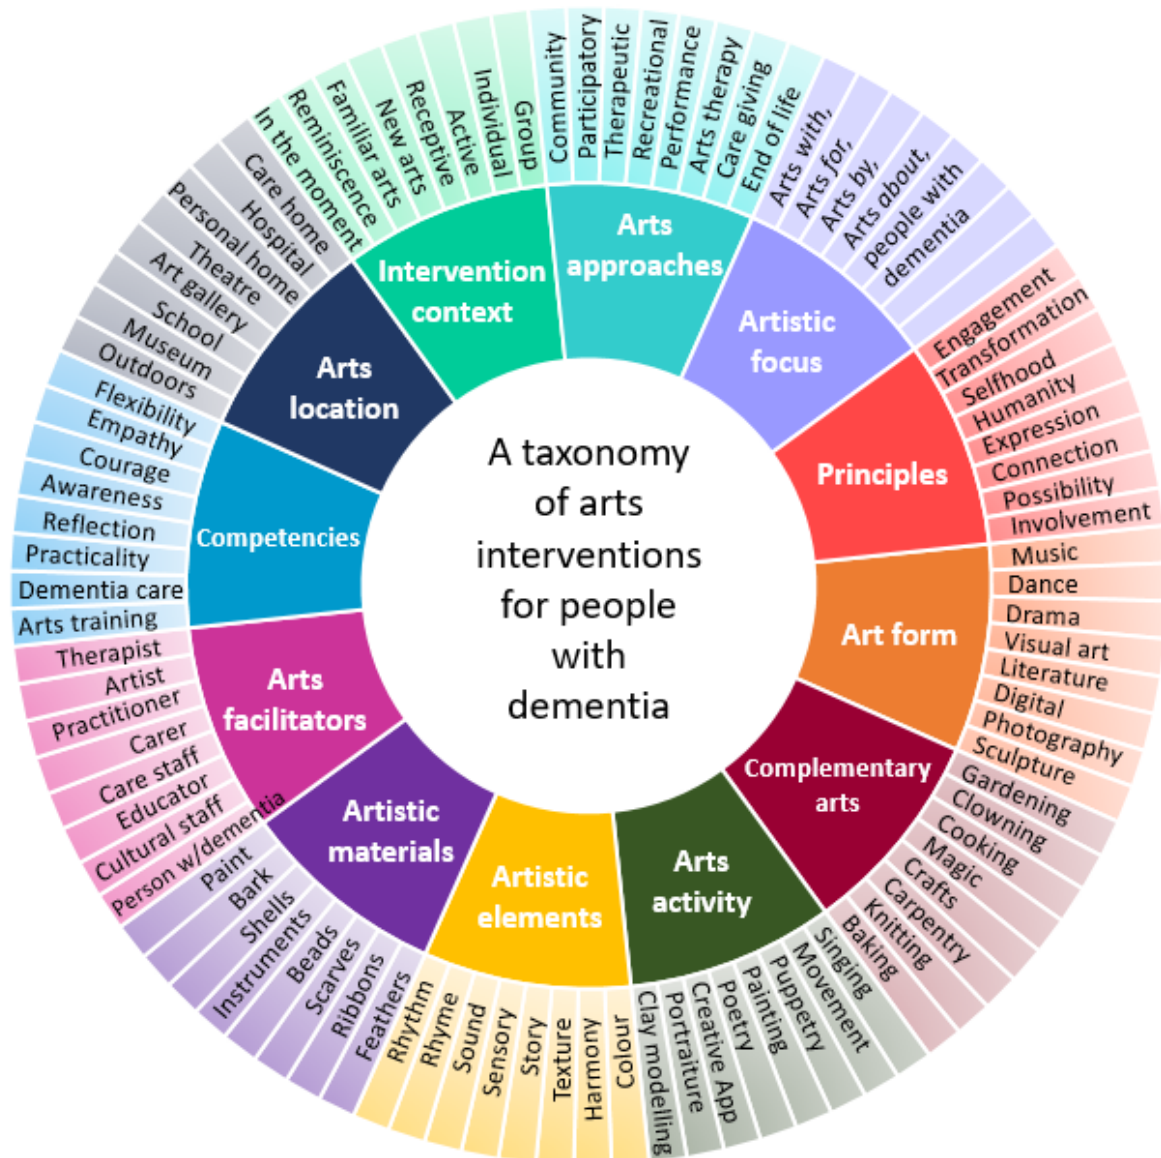 A taxonomy
of arts
interventions
for people
with
dementia
Arts
approaches
Community
Participatory
Therapeutic
Recreational
Performance
Arts therapy
Care giving
End of life
Artistic
focus
Arts with,
Arts for,
Arts by,
Arts about,
people with
dementia
Principles
Engagement
Transformation
Selfhood
Humanity
Expression
Connection
Possibility
Involvement
Art form
Music
Dance
Drama
Visual art
Literature
Digital
Photography
Sculpture
Complementary
arts
Gardening
Clowning
Cooking
Magic
Crafts
Carpentry
Knitting
Baking
Arts
activity
Singing
Movement
Puppetry
Painting
Poetry
Creative App
Portraiture
Clay modelling
Artistic
elements
Colour
Harmony
Texture
Story
Sensory
Sound
Rhyme
Rhythm
Artistic
materials
Feathers
Ribbons
Scarves
Beads
Instruments
Shells
Bark
Paint
Arts
facilitators
Person w/dementia
Cultural staff
Educator
Care staff
Carer
Practitioner
Artist
Therapist
Competencies
Arts training
Dementia care
Practicality
Reflection
Awareness
Courage
Empathy
Flexibility
Arts
location
Outdoors
Museum
School
Art gallery
Theatre
Personal home
Hospital
Care home
Intervention
context
In the moment
Reminiscence
Familiar arts
New arts
Receptive
Active
Individual
Group